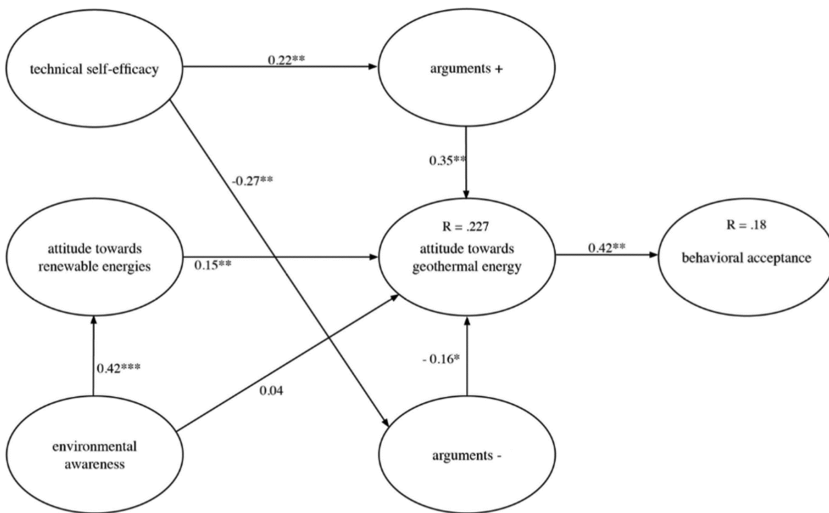 technical self-efficacy
0.22**
arguments +
-0.27**
0.35**
attitude towards
renewable energies
0.15**
R = .227
attitude towards
geothermal energy
0.42**
R = .18
behavioral acceptance
0.42***
0.04
- 0.16*
environmental
awareness
arguments -